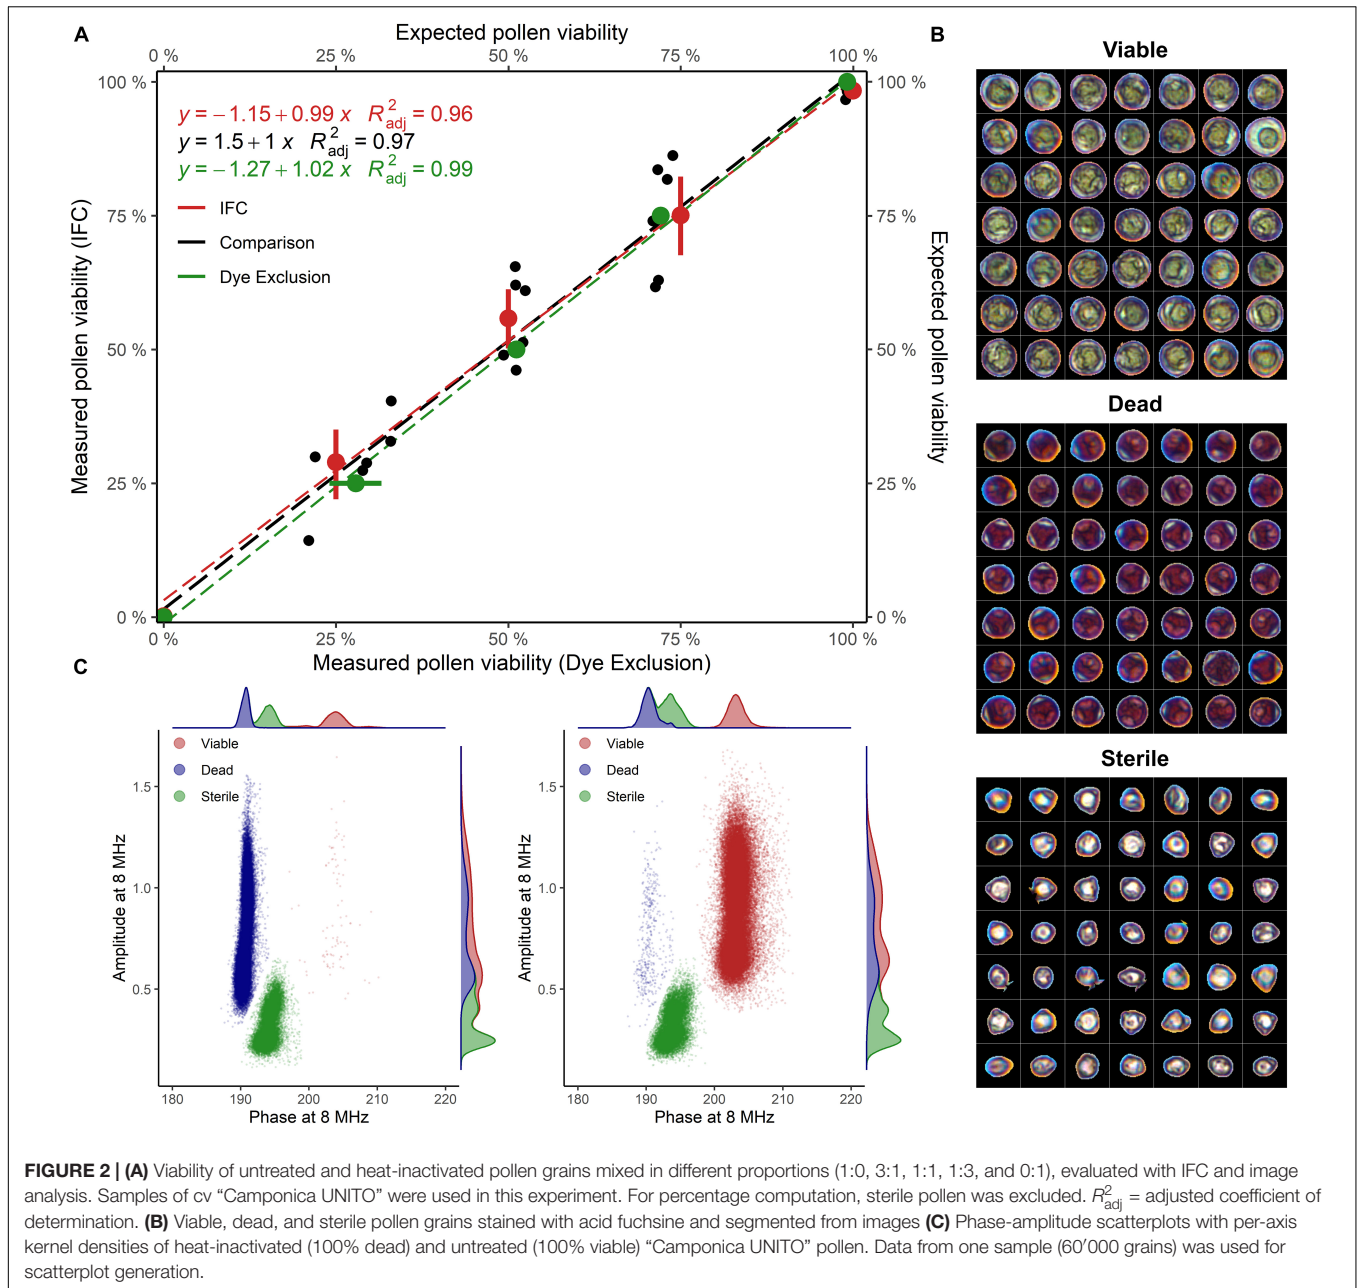 A
Expected pollen viability
0 %
25 %
50 %
75 %
100 %
100 %
75 %
50 %
25 %
0 %
Measured pollen viability (IFC)
y = −1.15 + 0.99 x R²adj = 0.96
y = 1.5 + 1 x R²adj = 0.97
y = −1.27 + 1.02 x R²adj = 0.99
IFC
Comparison
Dye Exclusion
100 %
75 %
50 %
25 %
0 %
Expected pollen viability
0 %
25 %
50 %
75 %
100 %
Measured pollen viability (Dye Exclusion)
B
Viable
Dead
Sterile
C
Viable
Dead
Sterile
1.5
1.0
0.5
Amplitude at 8 MHz
180
190
200
210
220
Phase at 8 MHz
Viable
Dead
Sterile
1.5
1.0
0.5
Amplitude at 8 MHz
180
190
200
210
220
Phase at 8 MHz
FIGURE 2 | (A) Viability of untreated and heat-inactivated pollen grains mixed in different proportions (1:0, 3:1, 1:1, 1:3, and 0:1), evaluated with IFC and image
analysis. Samples of cv “Camponica UNITO” were used in this experiment. For percentage computation, sterile pollen was excluded. R²adj = adjusted coefficient of
determination. (B) Viable, dead, and sterile pollen grains stained with acid fuchsine and segmented from images (C) Phase-amplitude scatterplots with per-axis
kernel densities of heat-inactivated (100% dead) and untreated (100% viable) “Camponica UNITO” pollen. Data from one sample (60′000 grains) was used for
scatterplot generation.